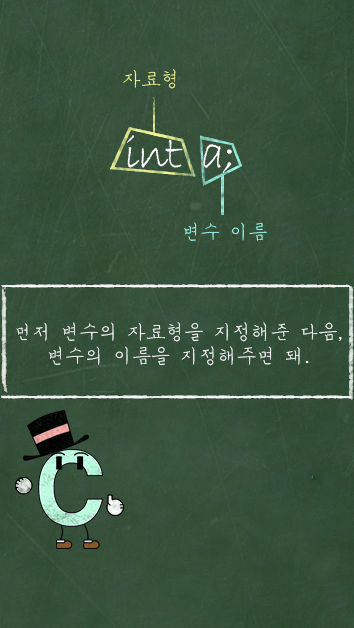 자료형
int a;
변수 이름
먼저 변수의 자료형을 지정해준 다음,
변수의 이름을 지정해주면 돼.
C